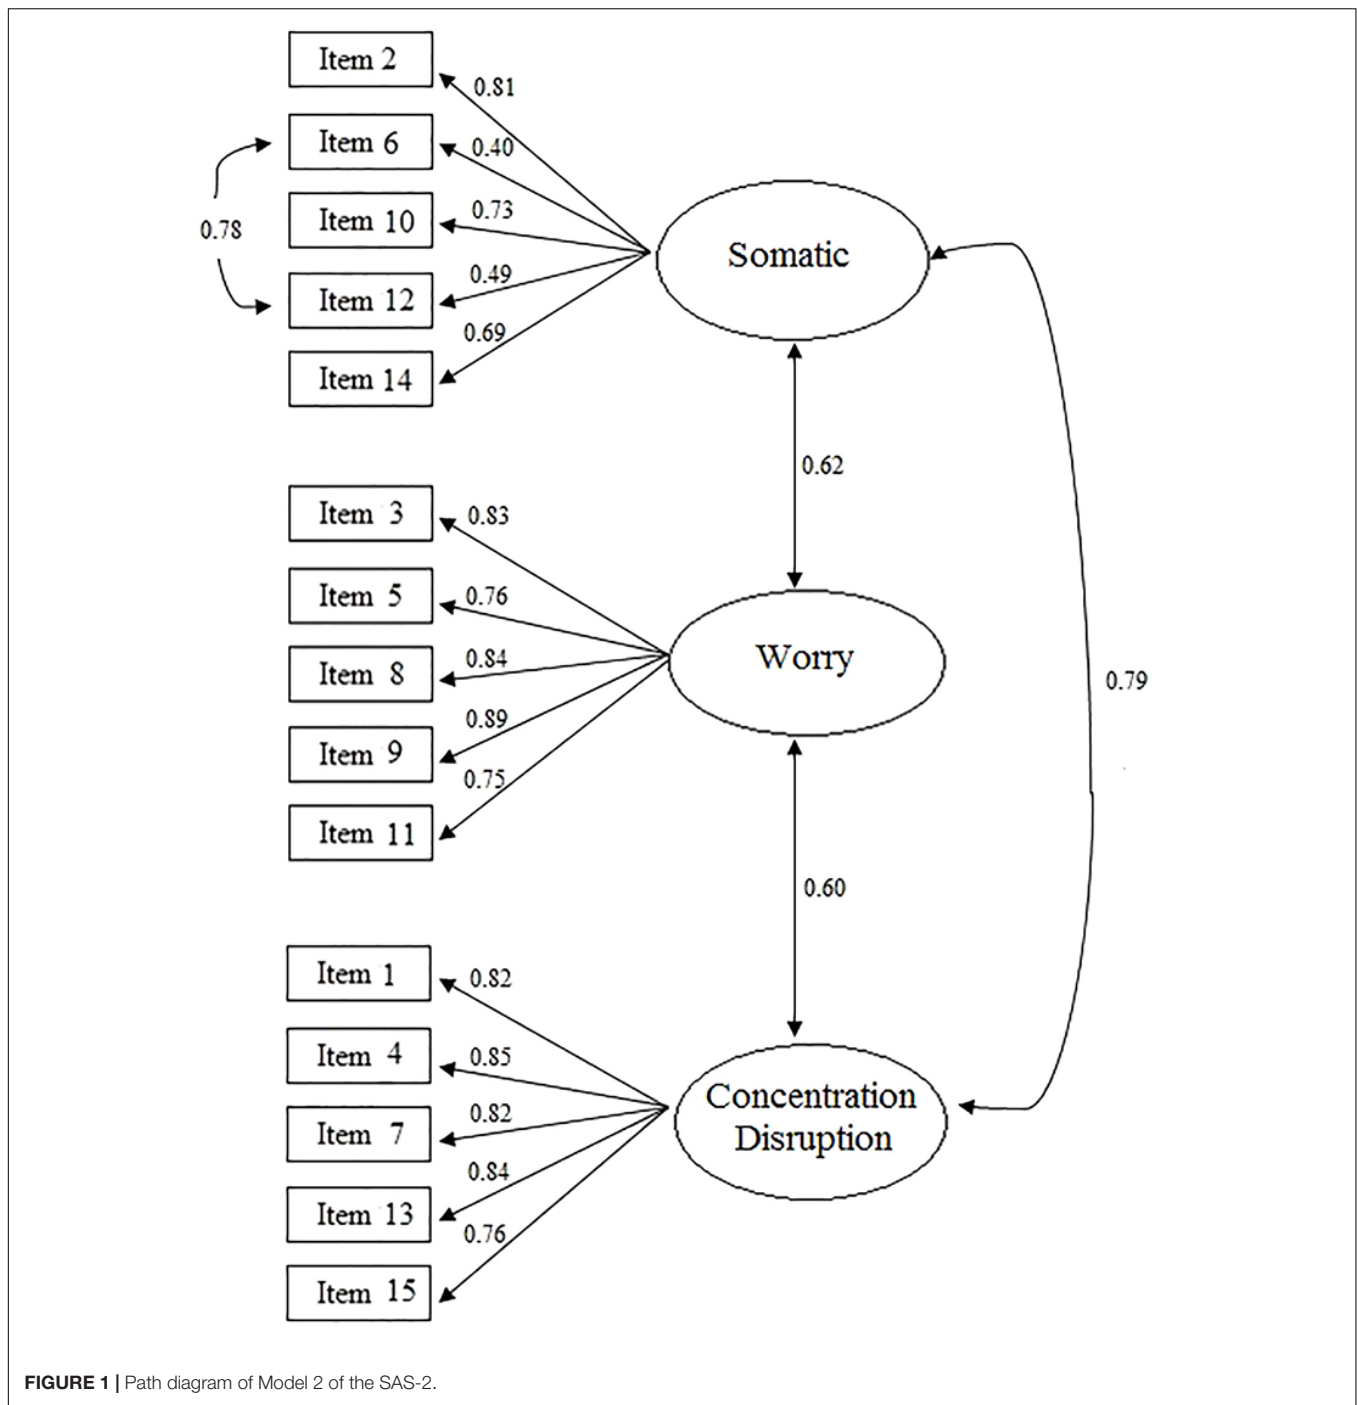 Item 2
0.81
Item 6
0.40
0.78
Item 10
0.73
Item 12
0.49
Item 14
0.69
Somatic
0.62
Item 3
0.83
Item 5
0.76
Item 8
0.84
Item 9
0.89
Item 11
0.75
Worry
0.79
0.60
Item 1
0.82
Item 4
0.85
Item 7
0.82
Item 13
0.84
Item 15
0.76
Concentration
Disruption
FIGURE 1 | Path diagram of Model 2 of the SAS-2.